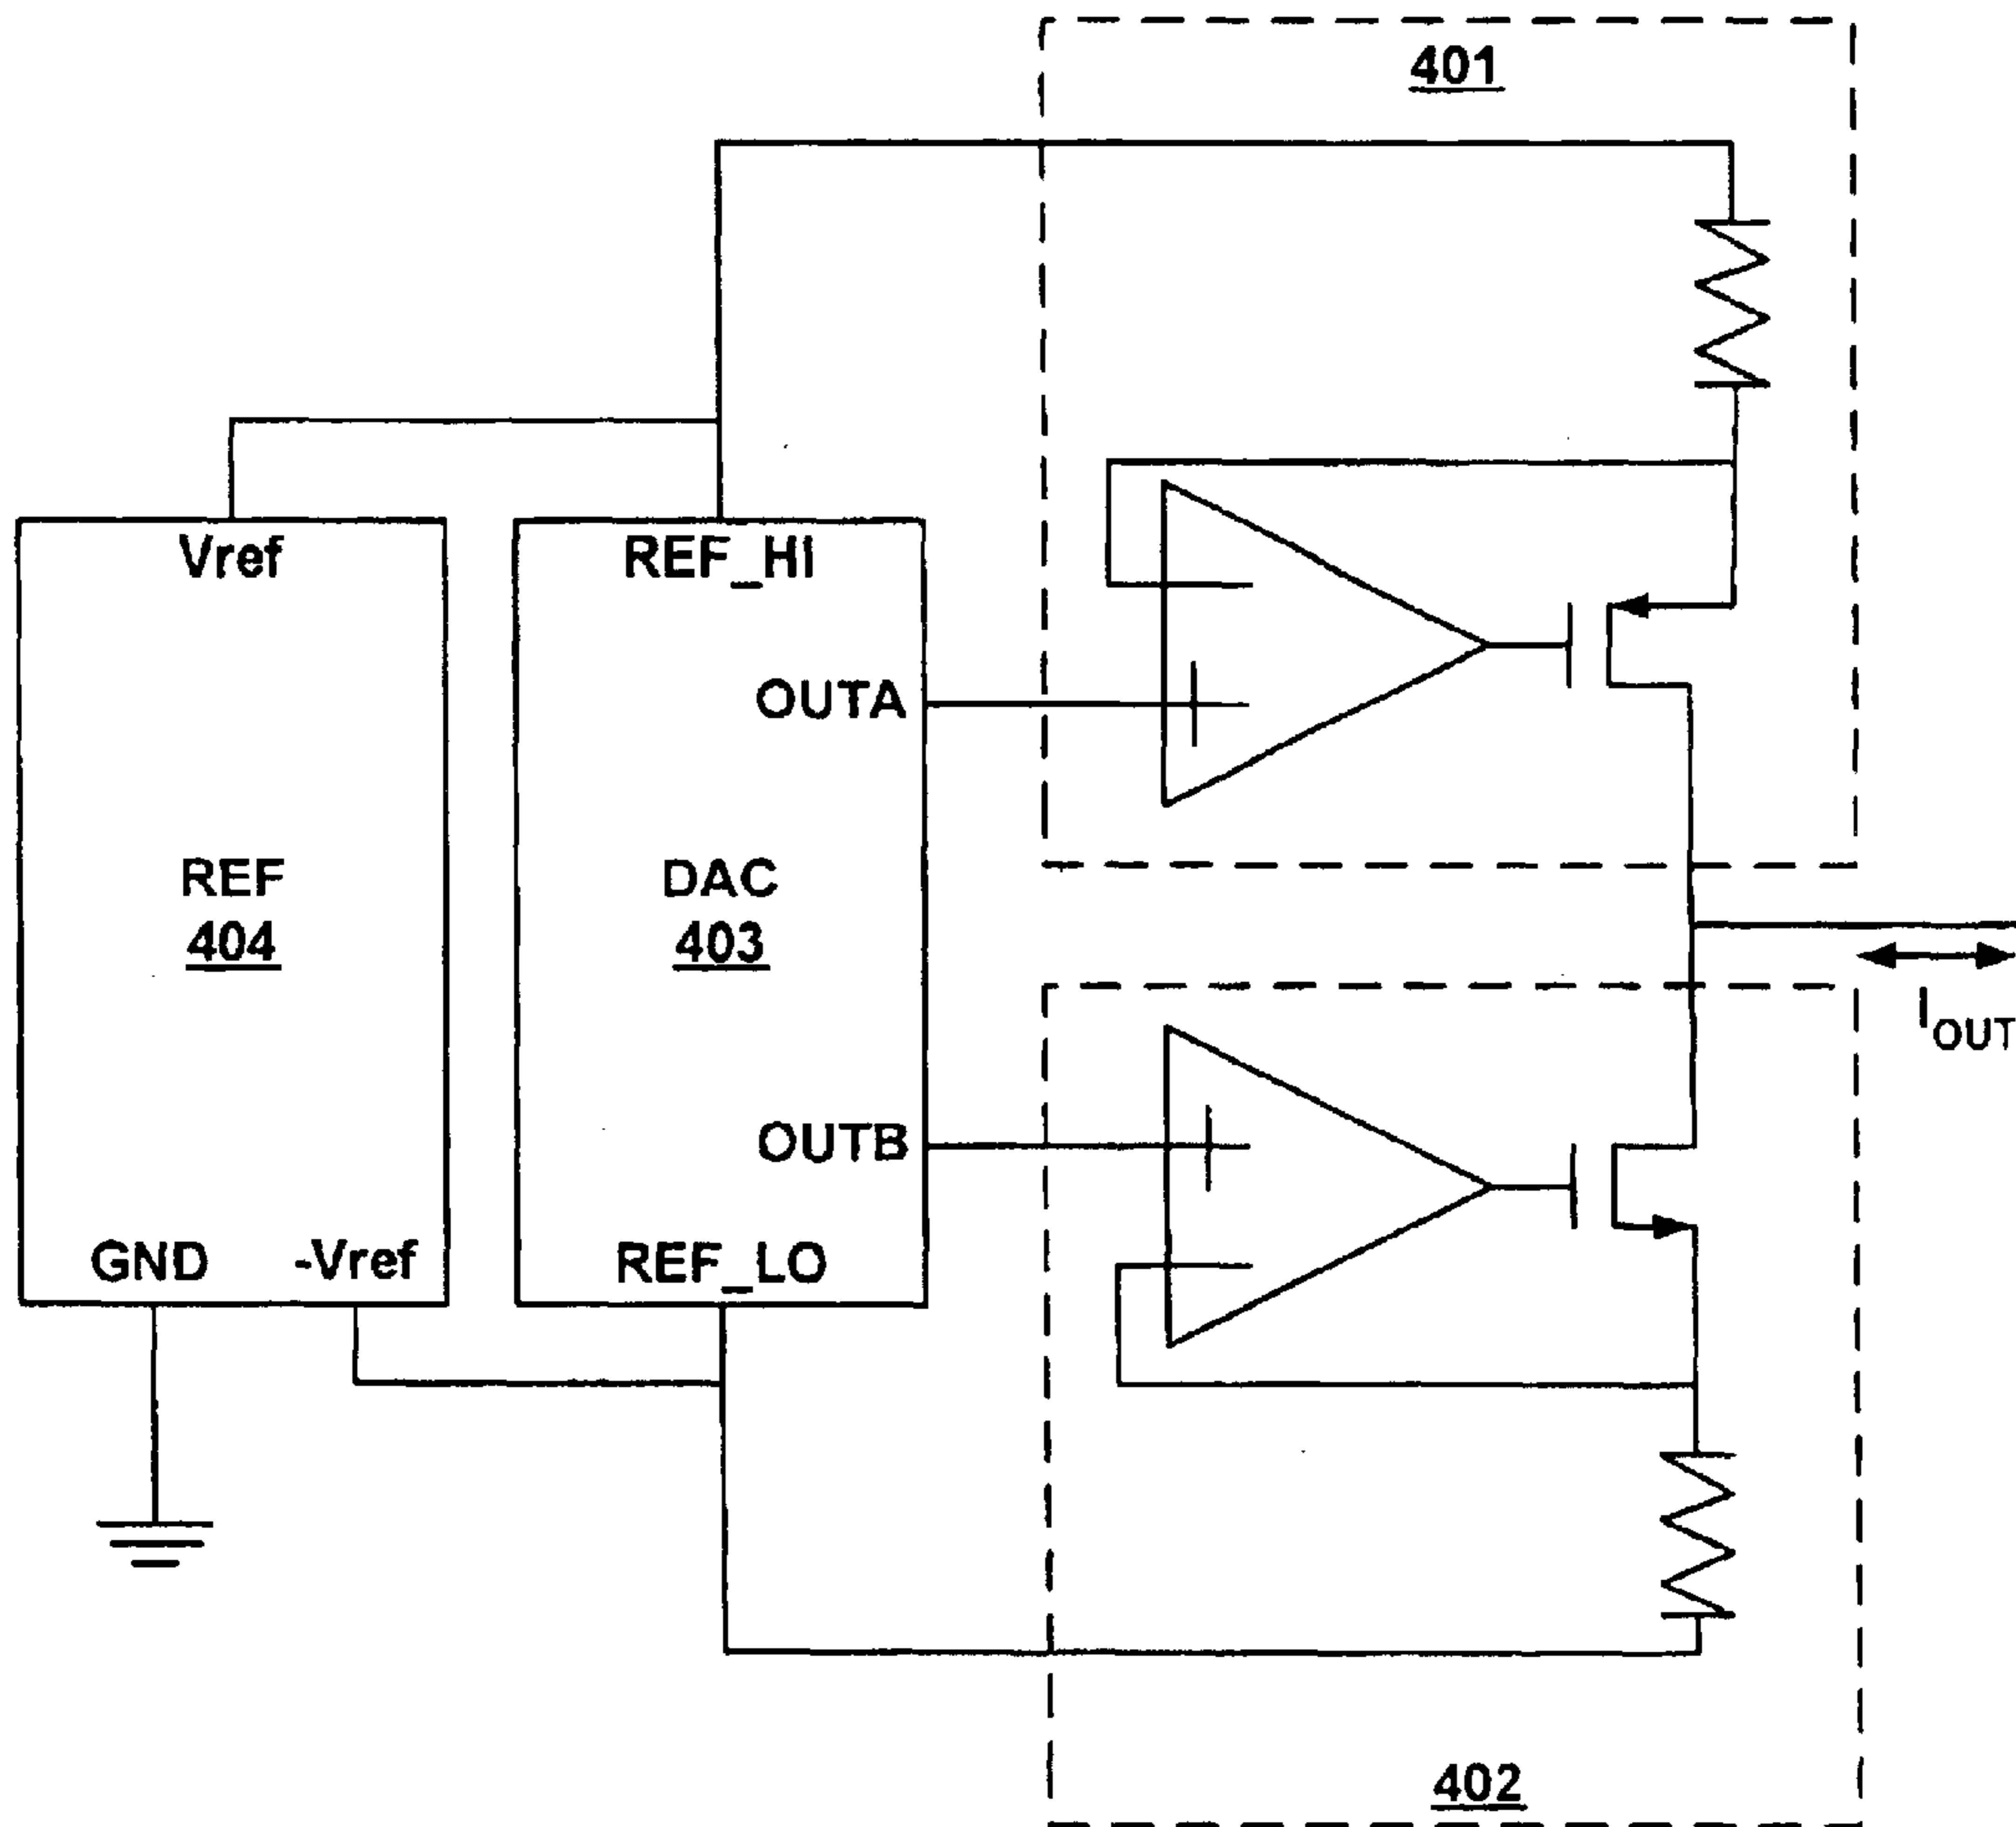 401
Vref
REF_HI
OUTA
REF
404
DAC
403
IOUT
OUTB
GND
-Vref
REF_LO
402